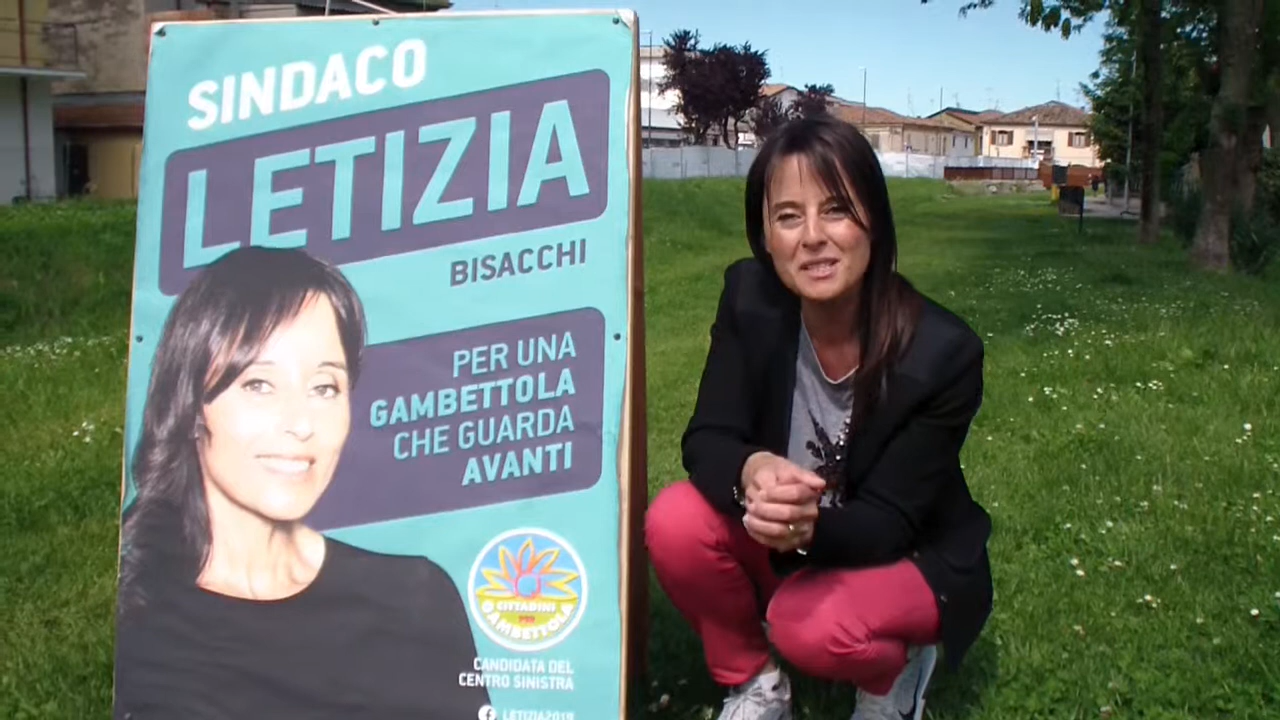 SINDACO
LETIZIA
BISACCHI
PER UNA
GAMBETTOLA
CHE GUARDA
AVANTI
CITTADINI
PER
GAMBETTOLA
CANDIDATA DEL
CENTRO SINISTRA
LETIZIA2019